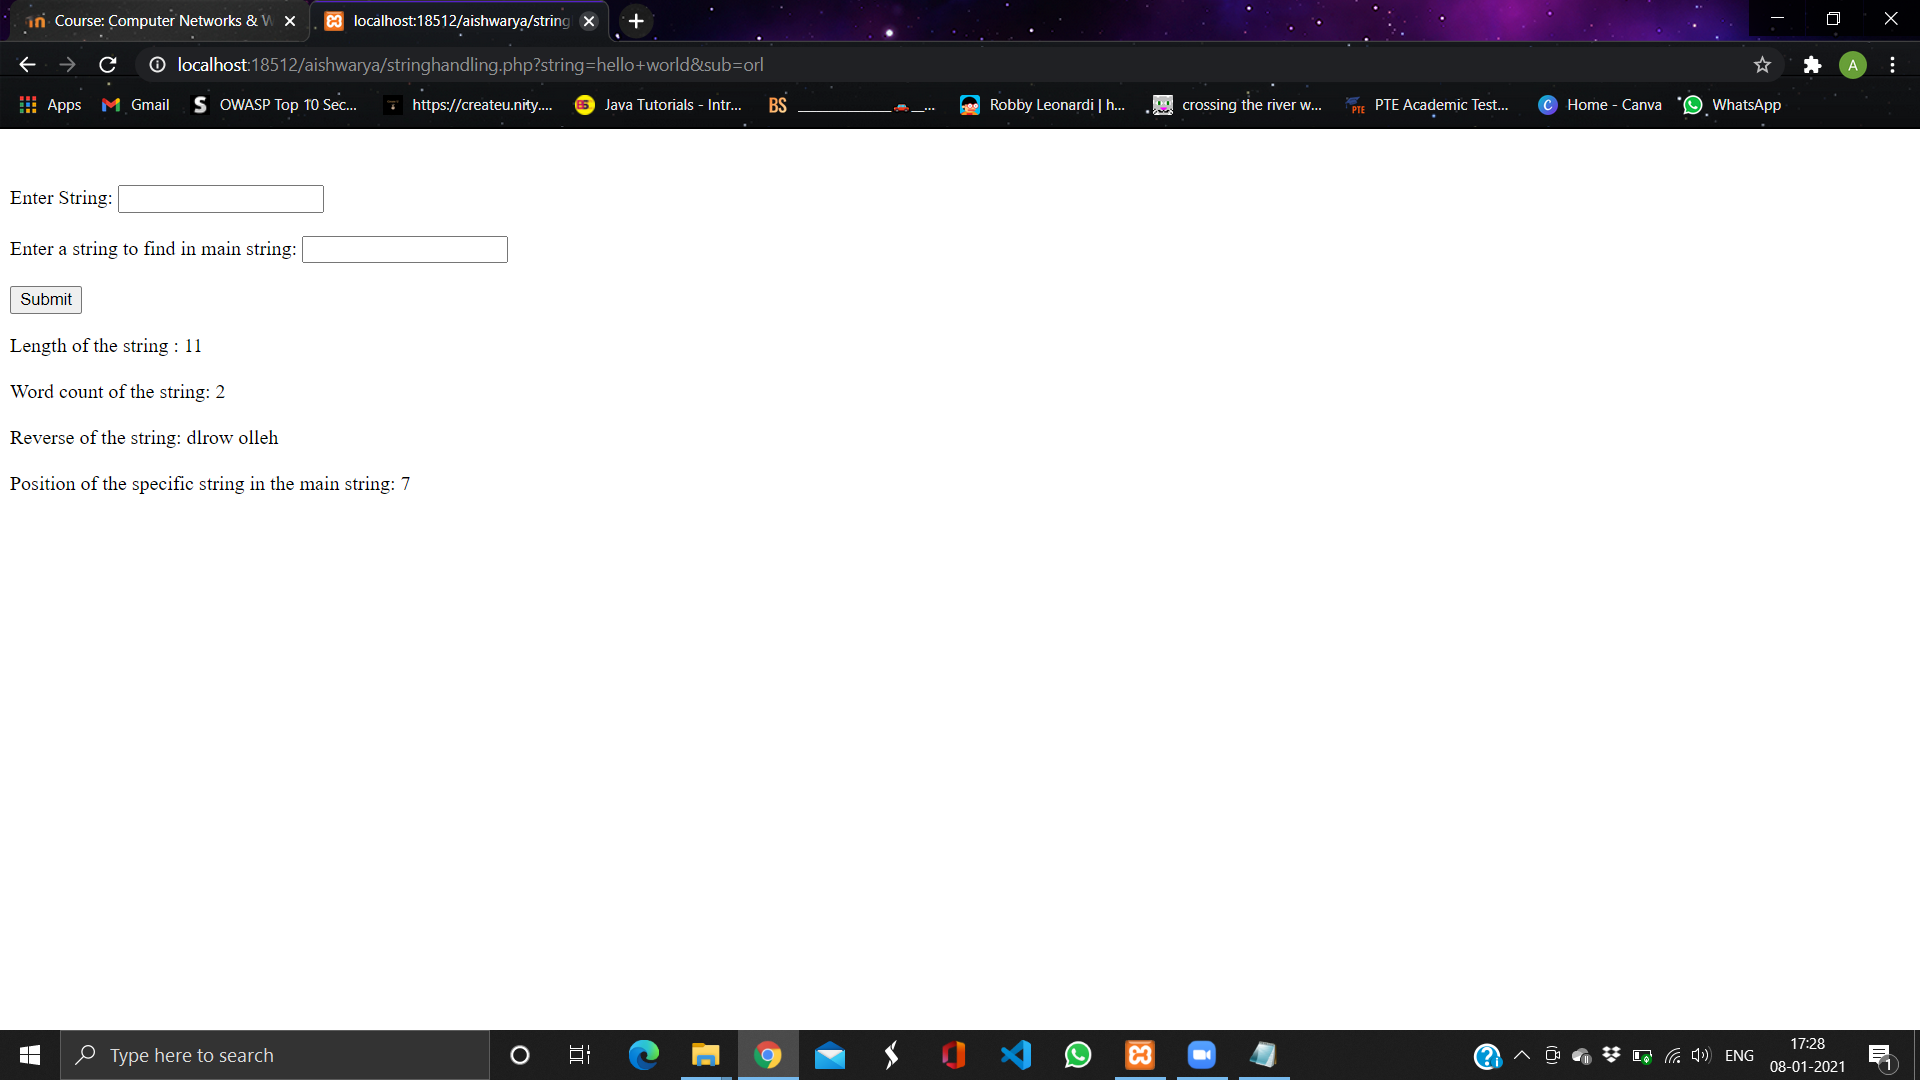 Course: Computer Networks & W
localhost:18512/aishwarya/string
localhost:18512/aishwarya/stringhandling.php?string=hello+world&sub=orl
A
Apps
Gmail
OWASP Top 10 Sec...
https://createu.nity....
Java Tutorials - Intr...
BS ______________ __...
Robby Leonardi | h...
crossing the river w...
PTE Academic Test...
Home - Canva
WhatsApp
Enter String:
Enter a string to find in main string:
Submit
Length of the string : 11
Word count of the string: 2
Reverse of the string: dlrow olleh
Position of the specific string in the main string: 7
Type here to search
ENG
17:28
08-01-2021
1